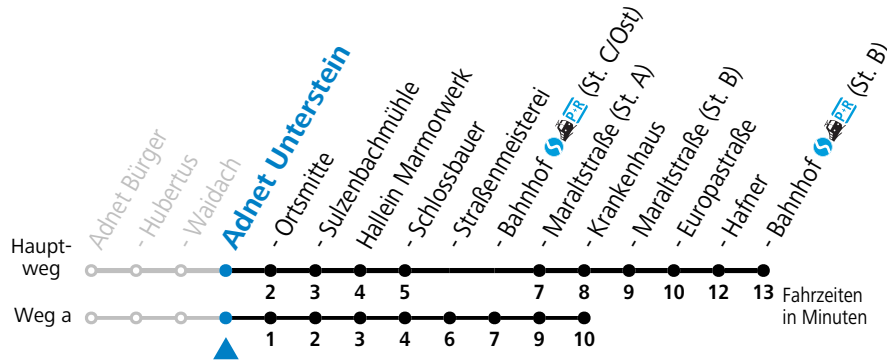 Adnet Bürger
- Hubertus
- Waidach
Adnet Unterstein
- Ortsmitte
- Sulzenbachmühle
Hallein Marmorwerk
- Schlossbauer
- Straßenmeisterei
- Bahnhof S P+R (St. C/Ost)
- Maraltstraße (St. A)
- Krankenhaus
- Maraltstraße (St. B)
- Europastraße
- Hafner
- Bahnhof S P+R (St. B)
Haupt-
weg
2 3 4 5 7 8 9 10 12 13
Fahrzeiten
in Minuten
Weg a
1 2 3 4 6 7 9 10